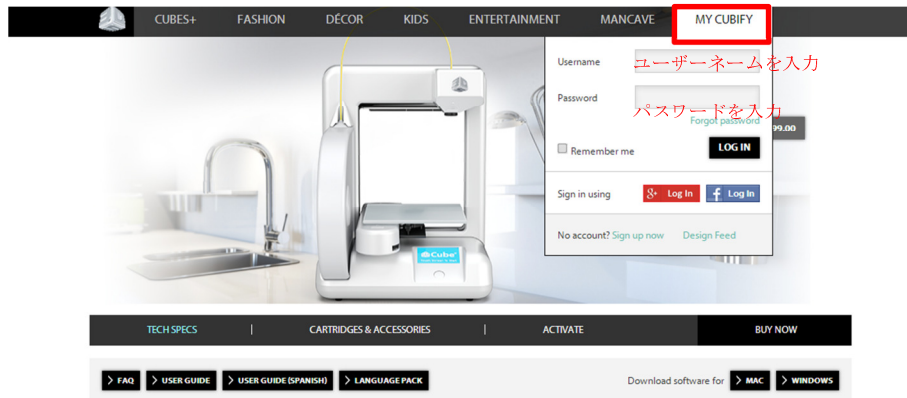 CUBES+ FASHION DÉCOR KIDS ENTERTAINMENT MANCAVE MY CUBIFY
Username
ユーザーネームを入力
Password
パスワードを入力
Forgot password
99.00
Remember me
LOG IN
Sign in using
g+ Log In
f Log In
No account? Sign up now
Design Feed
Cube
TECH SPECS | CARTRIDGES & ACCESSORIES | ACTIVATE BUY NOW
> FAQ > USER GUIDE > USER GUIDE (SPANISH) > LANGUAGE PACK Download software for > MAC > WINDOWS